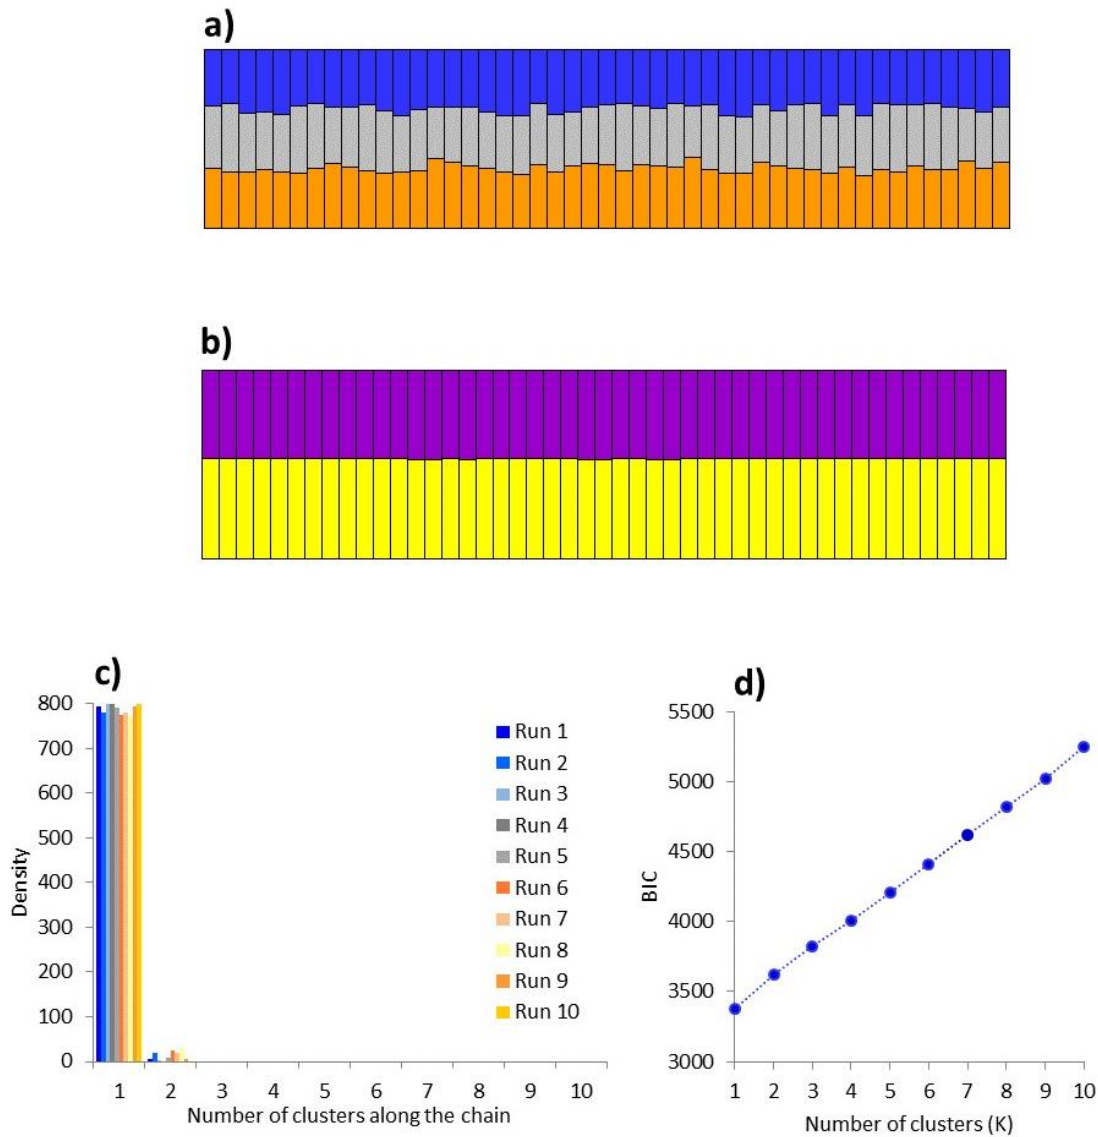 a)
b)
c)
800
700
600
500
400
300
200
100
0
Density
1 2 3 4 5 6 7 8 9 10
Number of clusters along the chain
Run 1
Run 2
Run 3
Run 4
Run 5
Run 6
Run 7
Run 8
Run 9
Run 10
d)
5500
5000
4500
4000
3500
3000
BIC
1 2 3 4 5 6 7 8 9 10
Number of clusters (K)